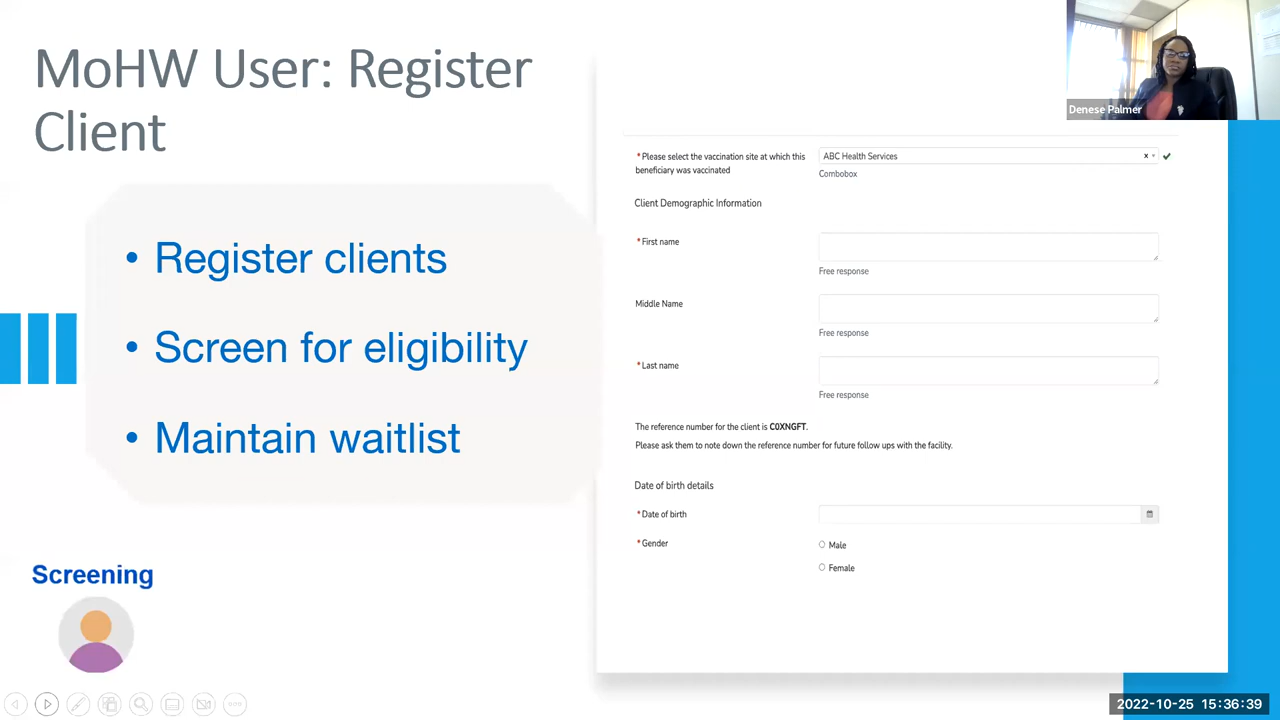 MoHW User: Register
Client
• Register clients
• Screen for eligibility
• Maintain waitlist
Screening
Denese Palmer
* Please select the vaccination site at which this
beneficiary was vaccinated
ABC Health Services
Combobox
Client Demographic Information
* First name
Free response
Middle Name
Free response
* Last name
Free response
The reference number for the client is C0XNGFT.
Please ask them to note down the reference number for future follow ups with the facility.
Date of birth details
* Date of birth
* Gender
Male
Female
2022-10-25 15:36:39